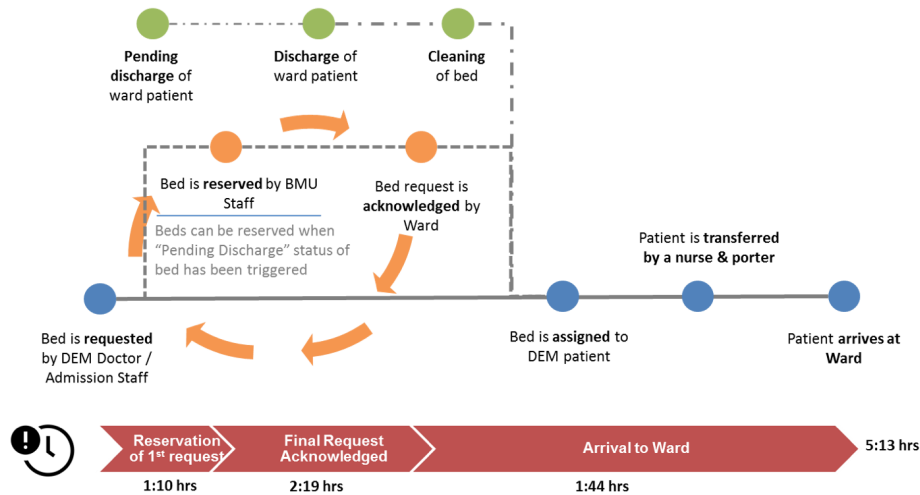 Pending
discharge of
ward patient
Discharge of
ward patient
Cleaning
of bed
Bed is reserved by BMU
Staff
Beds can be reserved when
“Pending Discharge” status of
bed has been triggered
Bed request is
acknowledged by
Ward
Patient is transferred
by a nurse & porter
Bed is requested
by DEM Doctor /
Admission Staff
Bed is assigned to
DEM patient
Patient arrives at
Ward
!
Reservation
of 1st request
Final Request
Acknowledged
Arrival to Ward
5:13 hrs
1:10 hrs
2:19 hrs
1:44 hrs